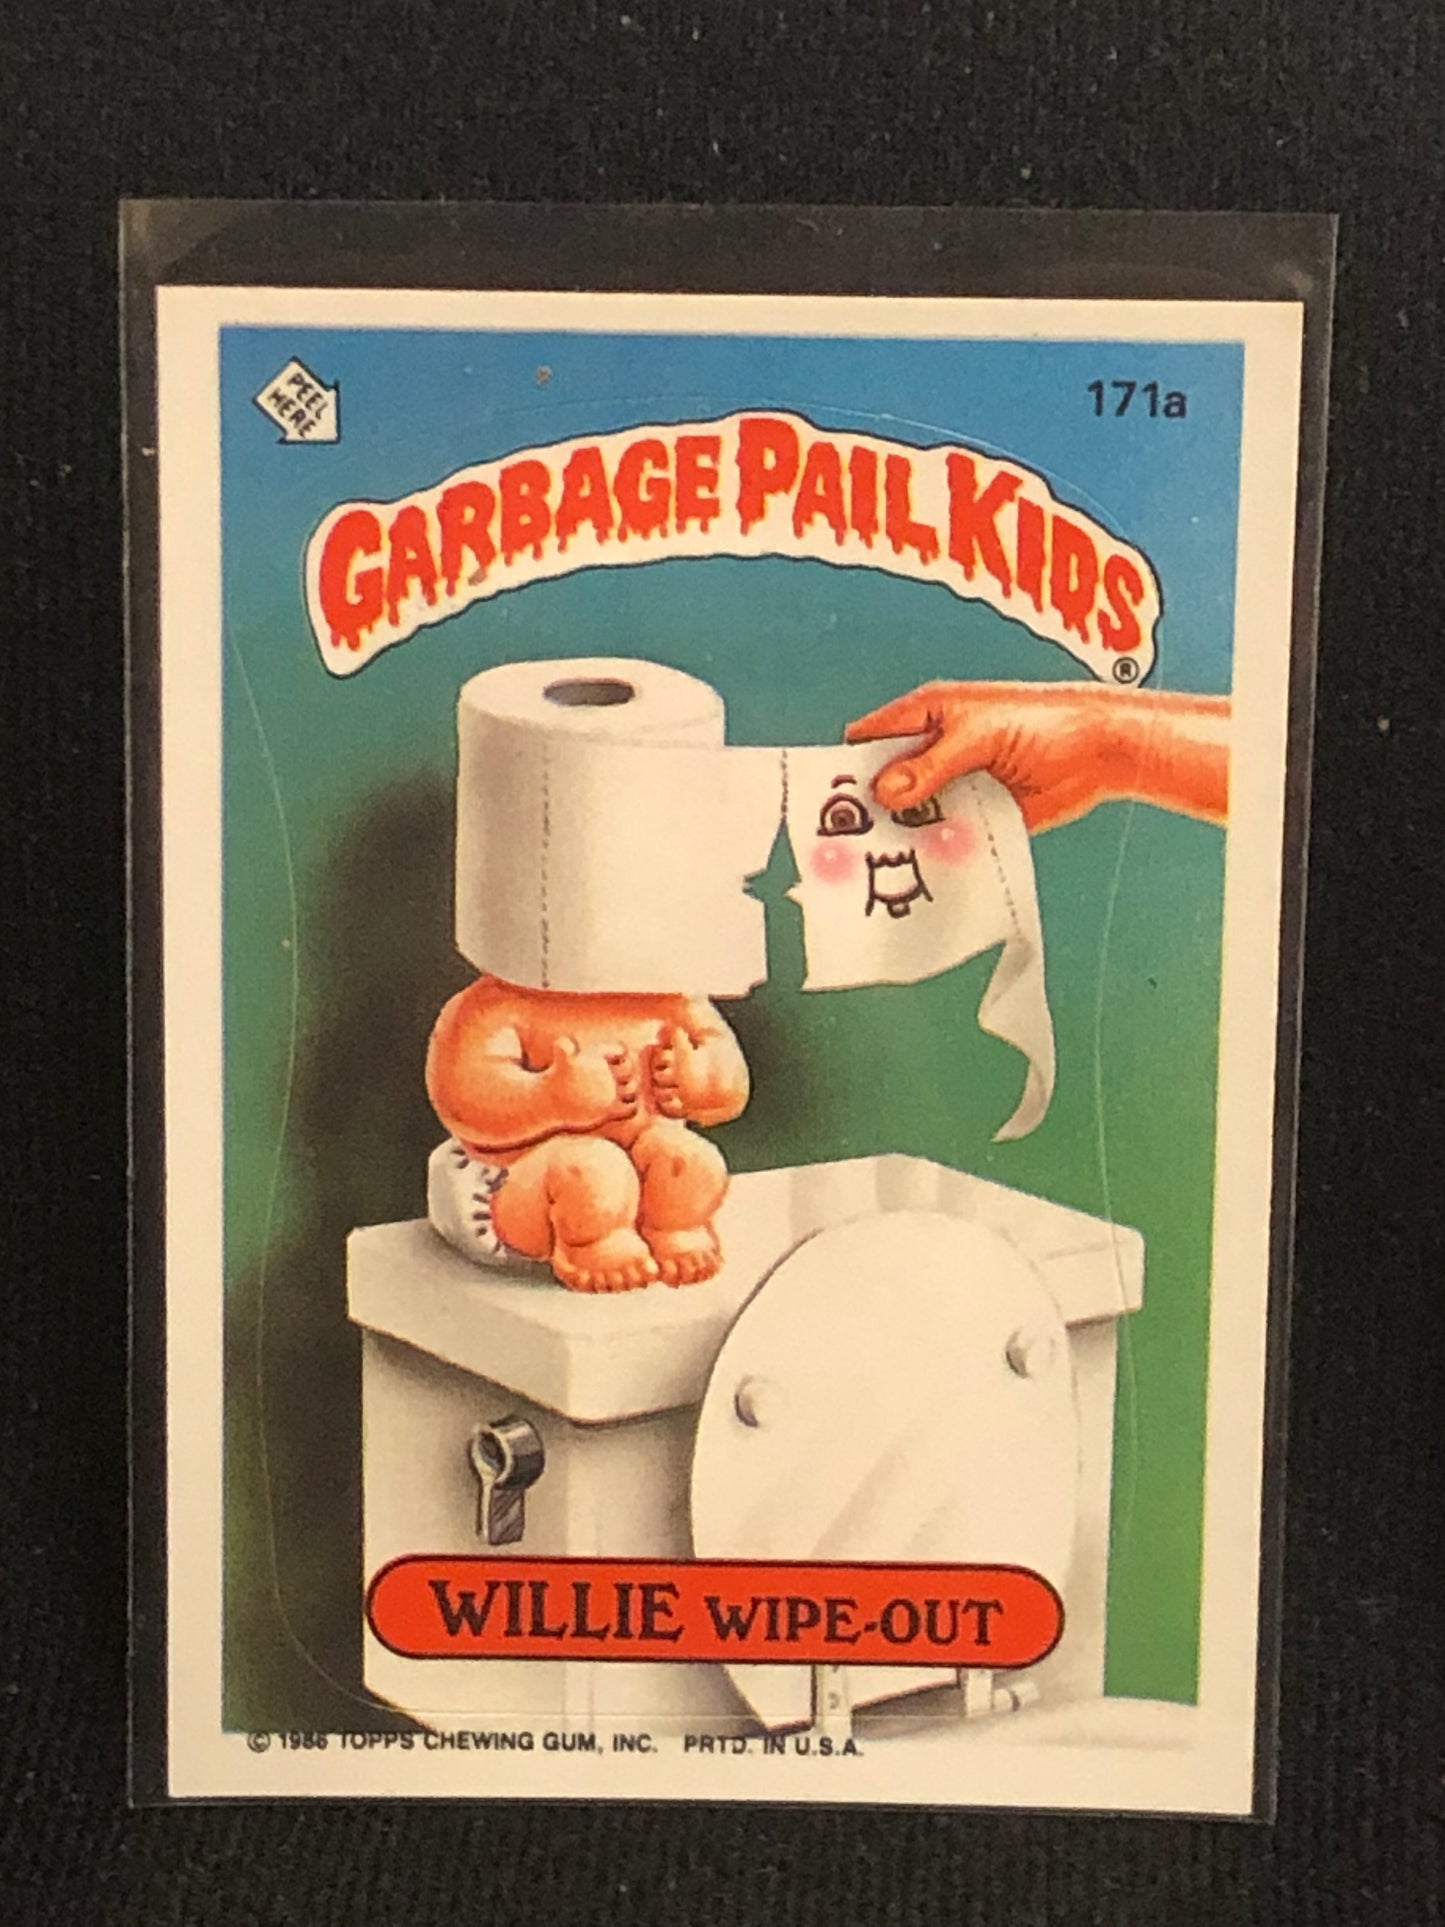 PEEL
HERE
171a
GARBAGE PAIL KIDS®
WILLIE WIPE-OUT
© 1986 TOPPS CHEWING GUM, INC. PRTD. IN U.S.A.